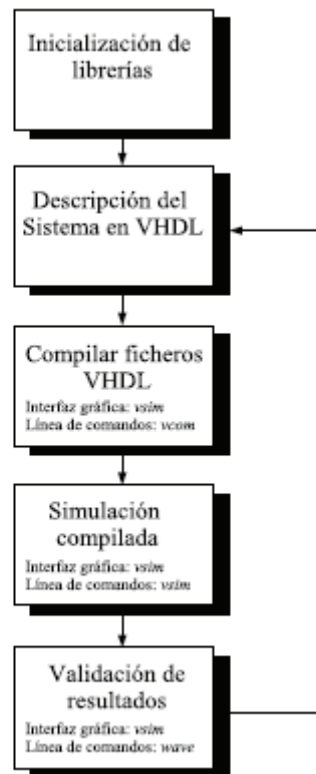 Inicialización de
librerías
Descripción del
Sistema en VHDL
Compilar ficheros
VHDL
Interfaz gráfica: vsim
Línea de comandos: vcom
Simulación
compilada
Interfaz gráfica: vsim
Línea de comandos: vsim
Validación de
resultados
Interfaz gráfica: vsim
Línea de comandos: wave